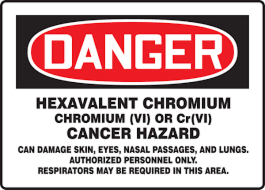 DANGER
HEXAVALENT CHROMIUM
CHROMIUM (VI) OR Cr(VI)
CANCER HAZARD
CAN DAMAGE SKIN, EYES, NASAL PASSAGES, AND LUNGS.
AUTHORIZED PERSONNEL ONLY.
RESPIRATORS MAY BE REQUIRED IN THIS AREA.